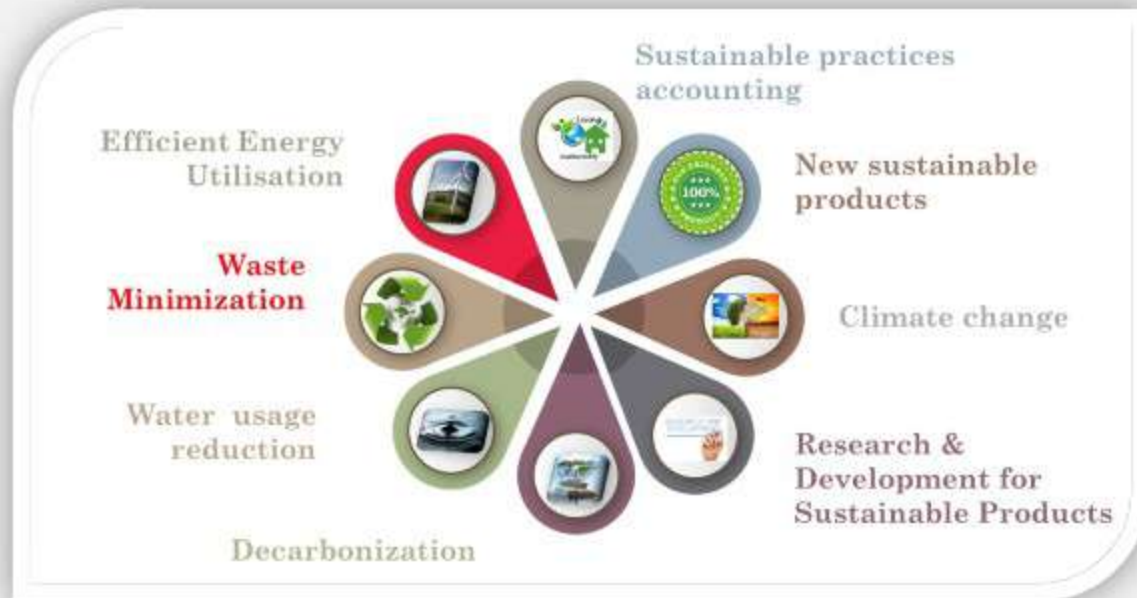 Sustainable practices
accounting
Efficient Energy
Utilisation
New sustainable
products
Waste
Minimization
Climate change
Water usage
reduction
Research &
Development for
Sustainable Products
Decarbonization
100%